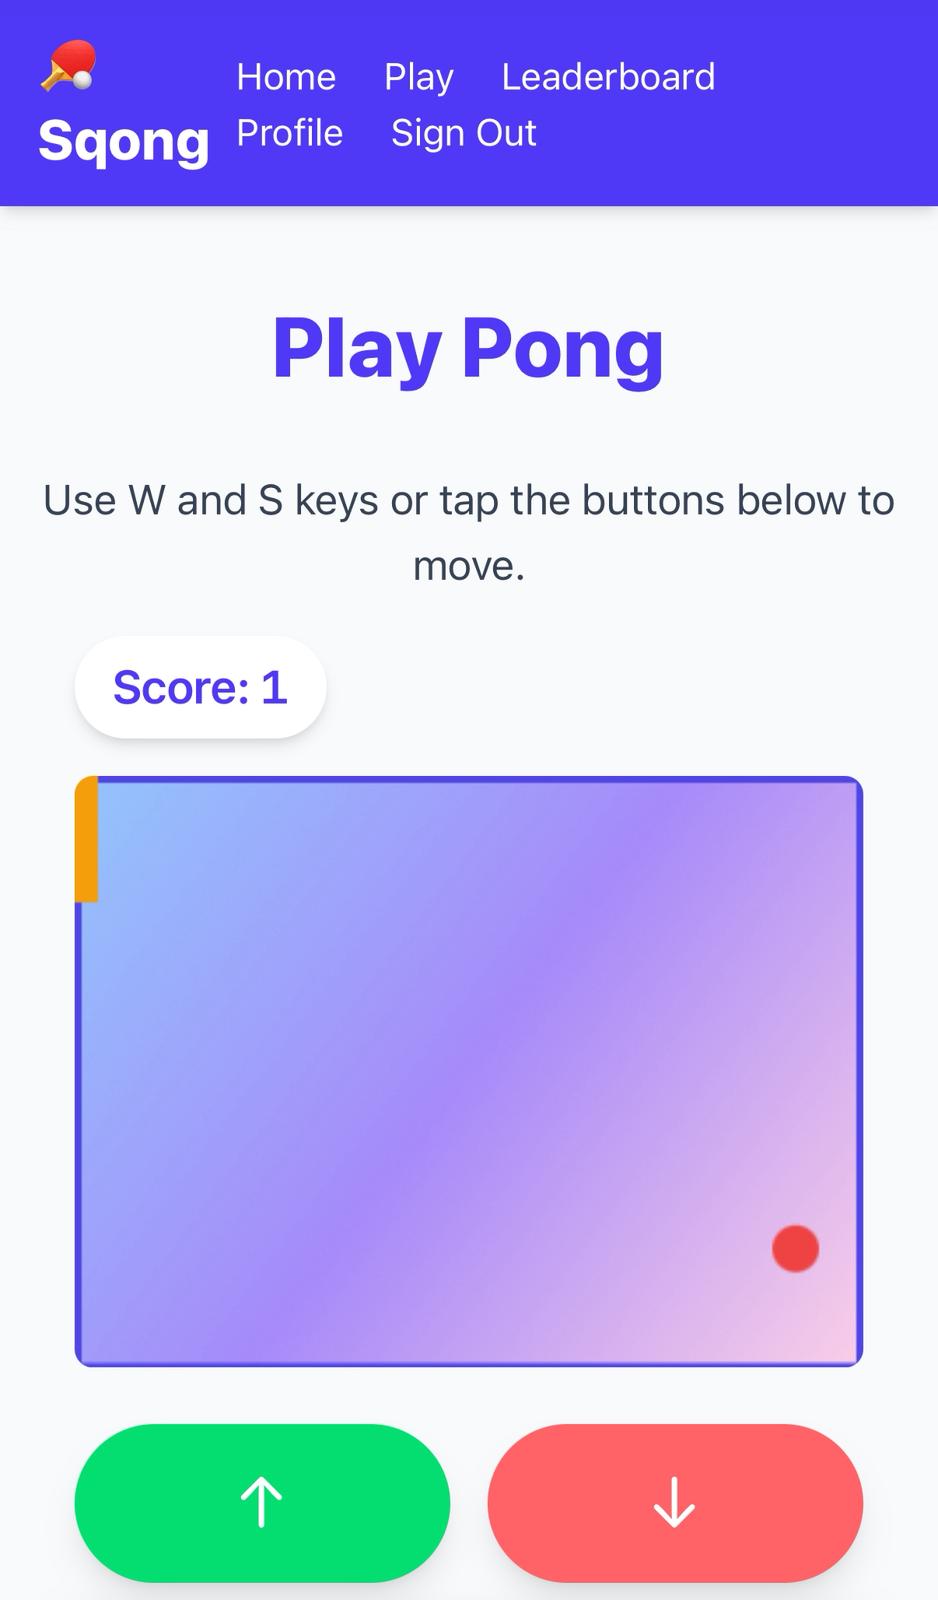 Sqong
Home Play Leaderboard
Profile Sign Out
Play Pong
Use W and S keys or tap the buttons below to
move.
Score: 1